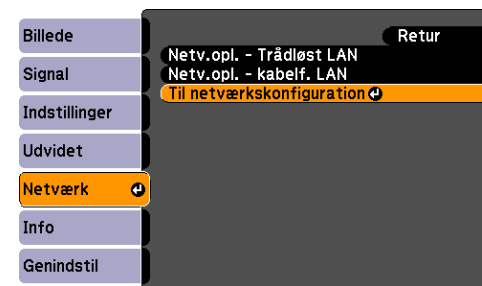 Billede
Signal
Indstillinger
Udvidet
Netværk
Info
Genindstil
Retur
Netv.opl. - Trådløst LAN
Netv.opl. - kabelf. LAN
Til netværkskonfiguration